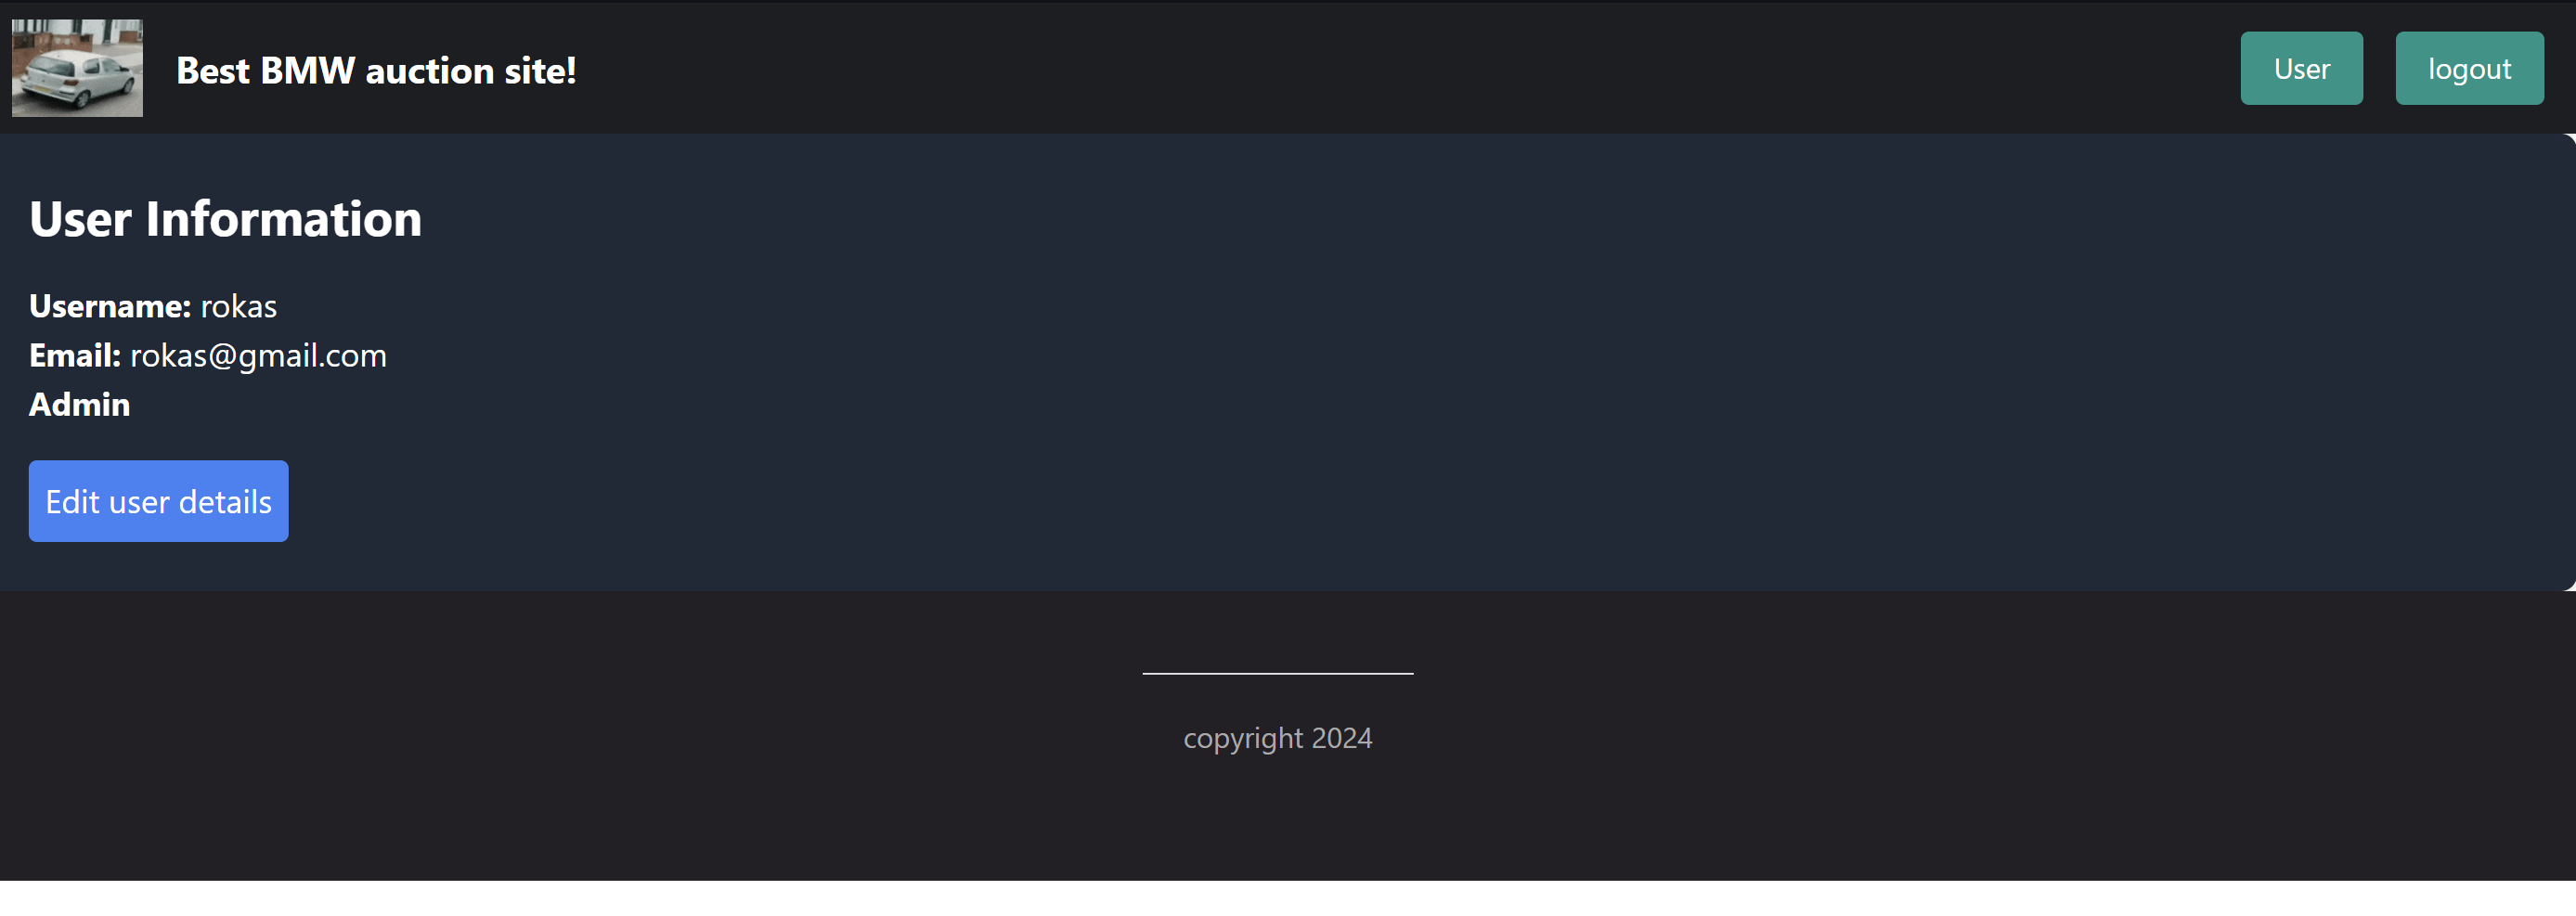 Best BMW auction site!
User
logout
User Information
Username: rokas
Email: rokas@gmail.com
Admin
Edit user details
copyright 2024